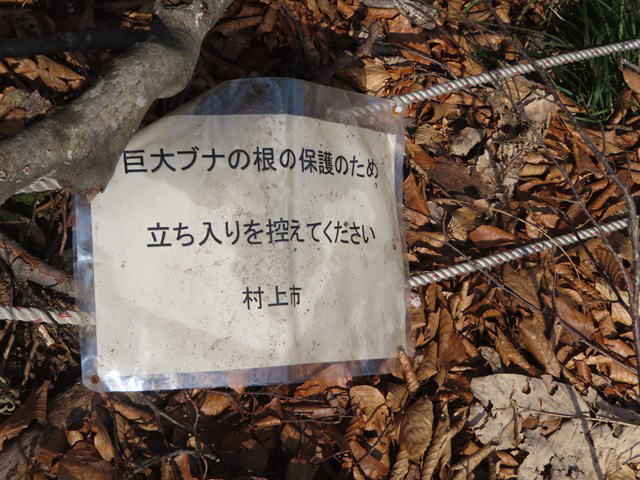 巨大ブナの根の保護のため
立ち入りを控えてください
村上市